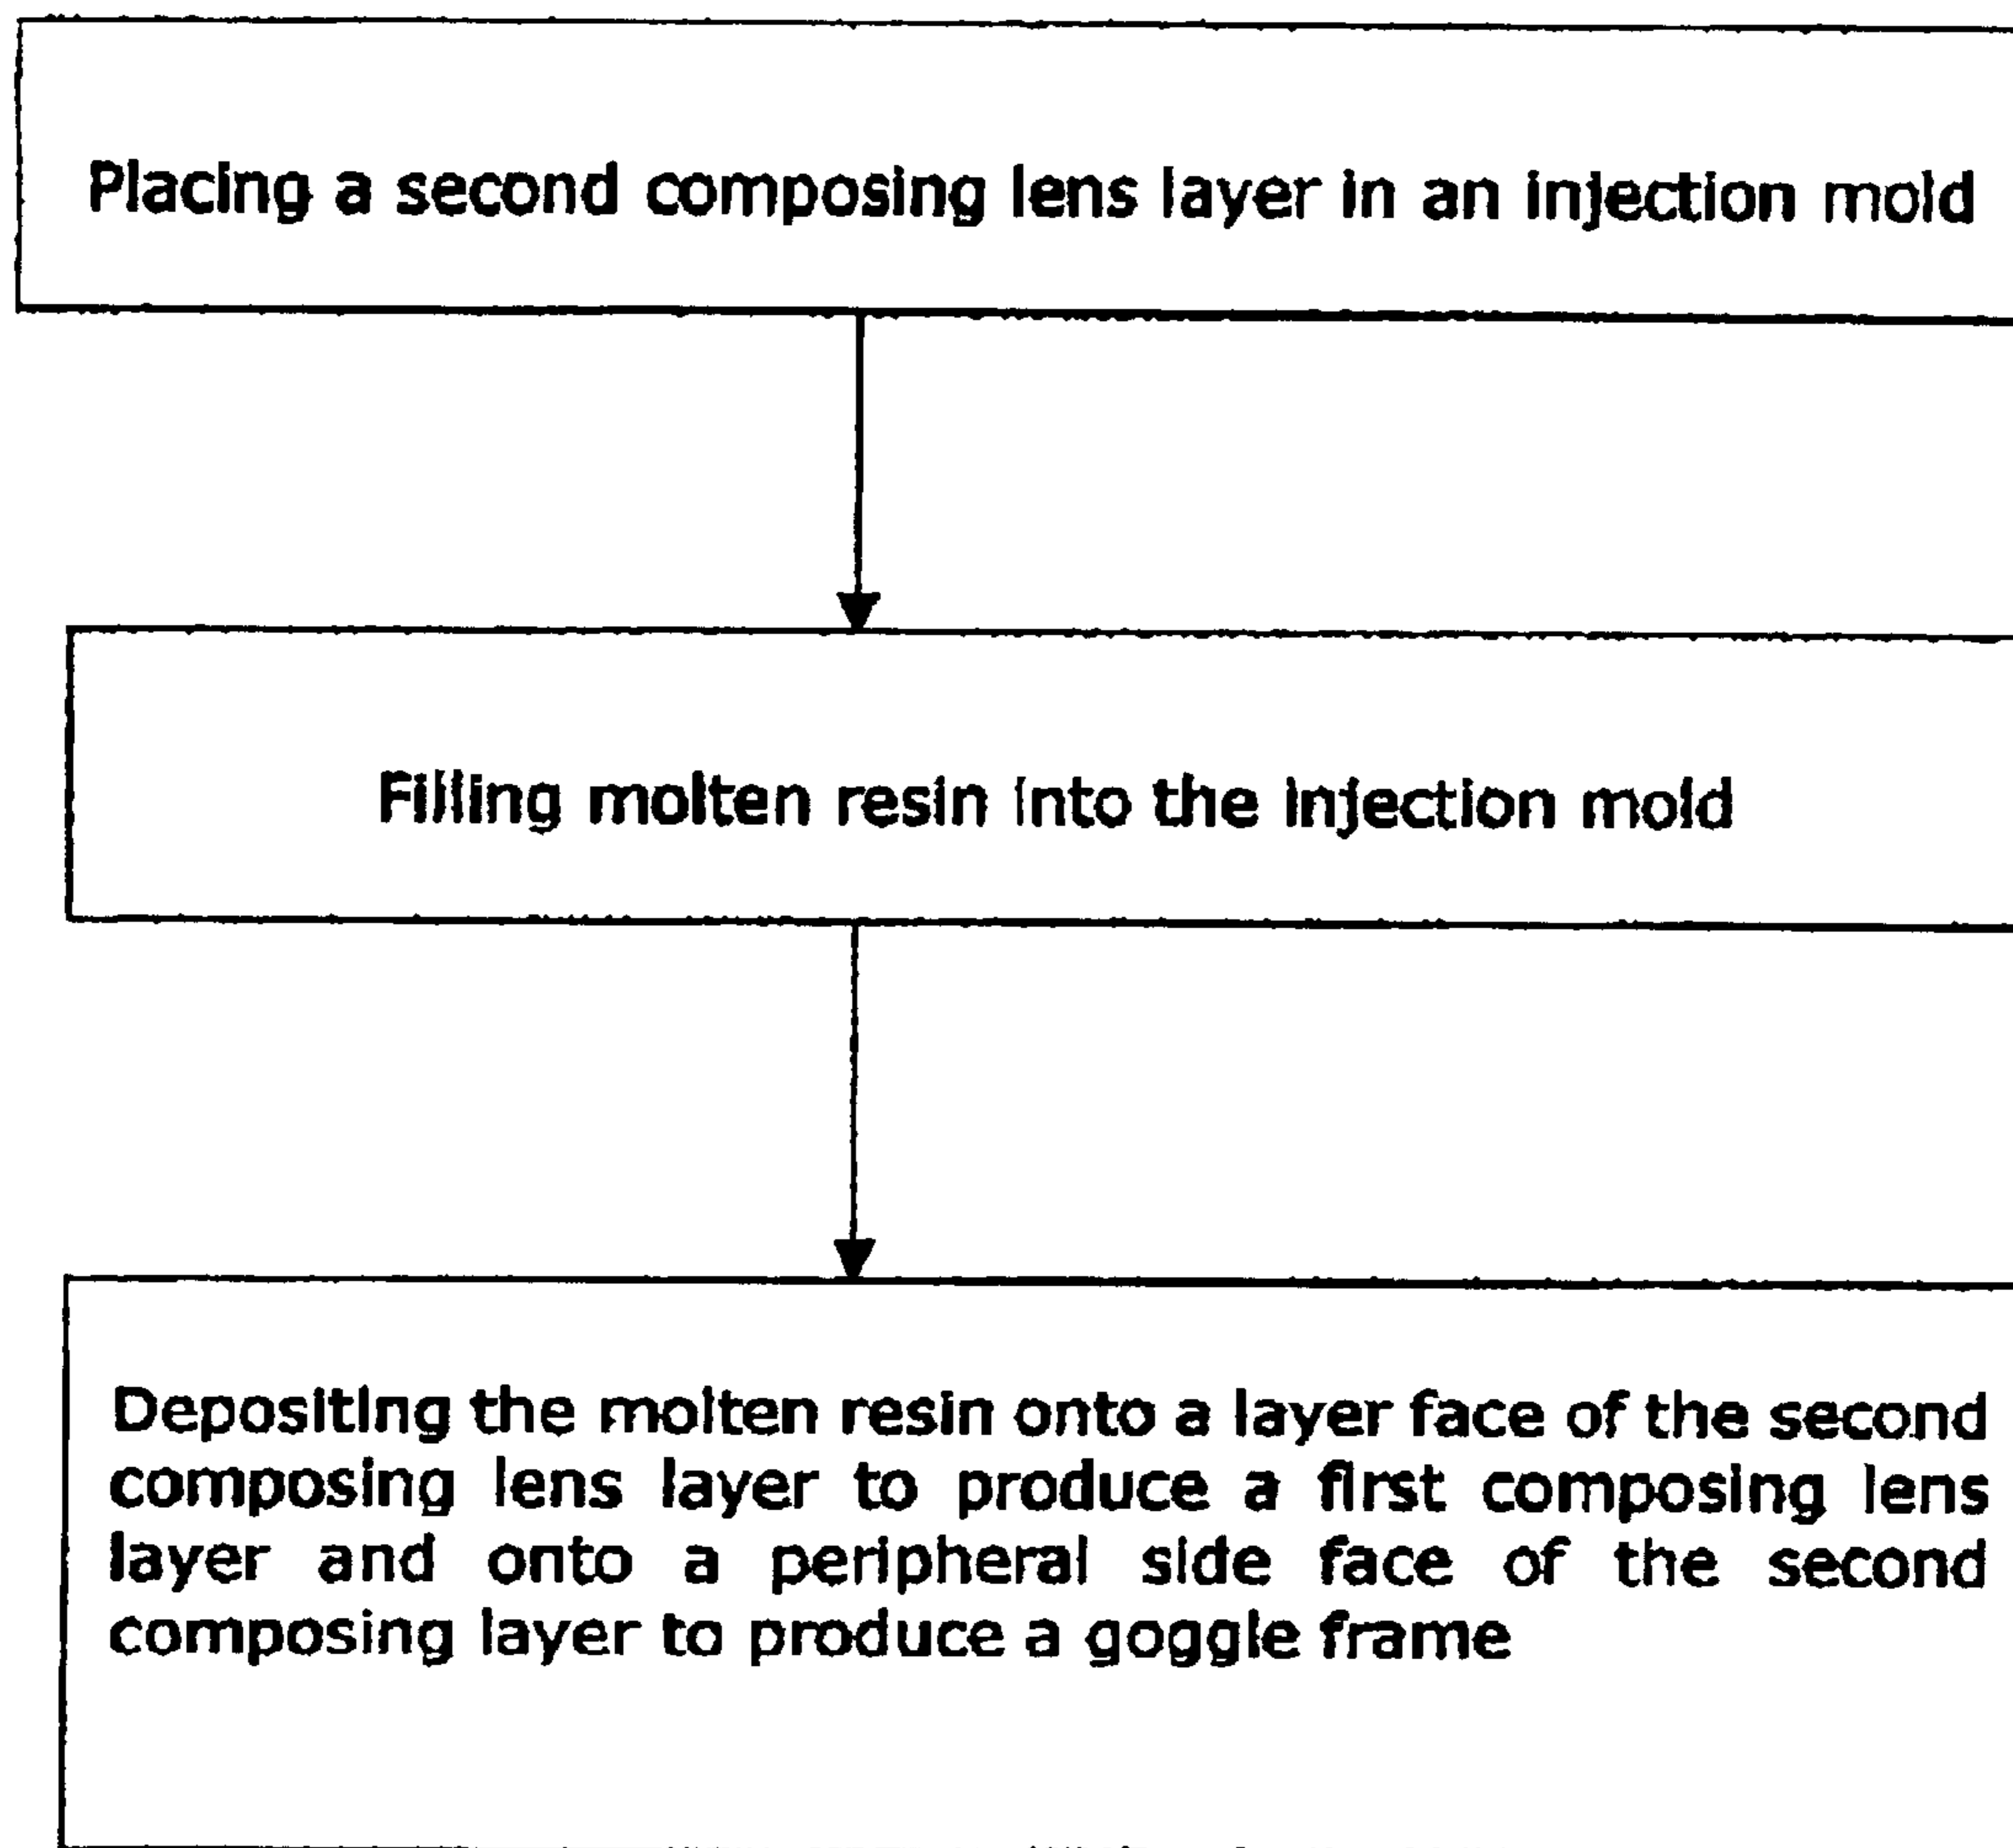 Placing a second composing lens layer in an injection mold
Filling molten resin into the injection mold
Depositing the molten resin onto a layer face of the second
composing lens layer to produce a first composing lens
layer and onto a peripheral side face of the second
composing layer to produce a goggle frame